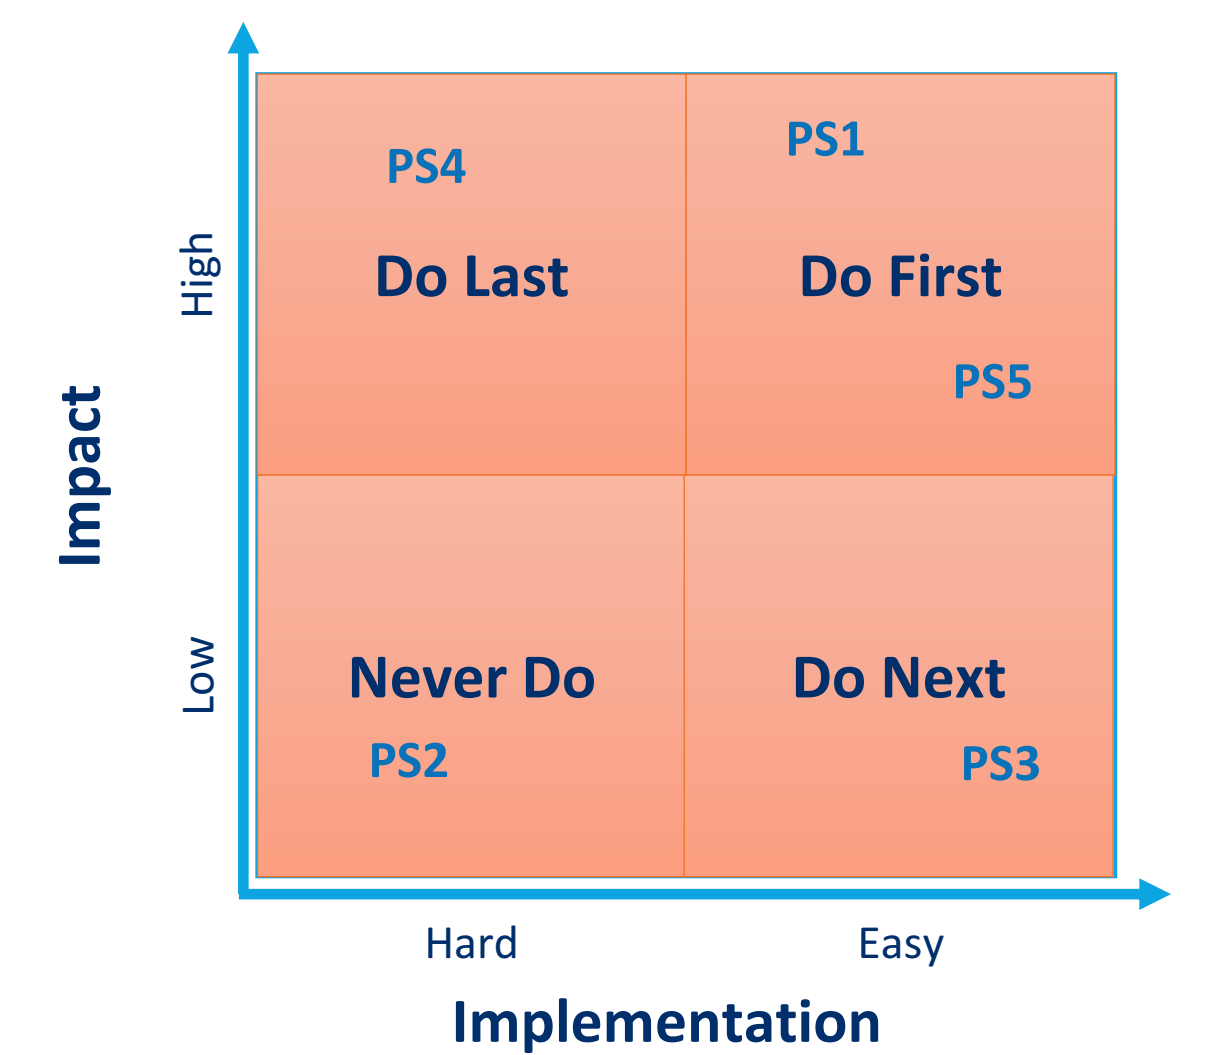 PS4
PS1
Do Last
Do First
PS5
High
Impact
Low
Never Do
Do Next
PS2
PS3
Hard
Easy
Implementation